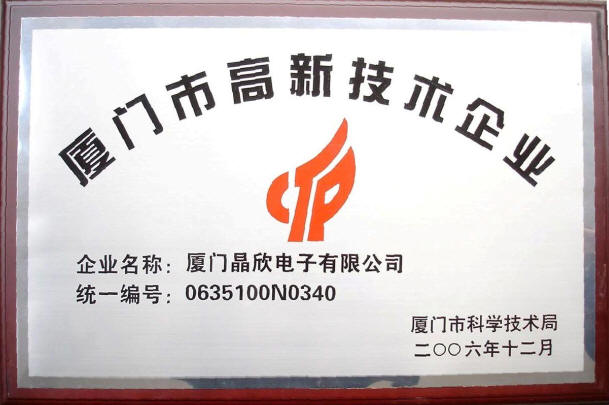 厦门市高新技术企业
企业名称：厦门晶欣电子有限公司
统一编号：0635100N0340
厦门市科学技术局
二〇〇六年十二月